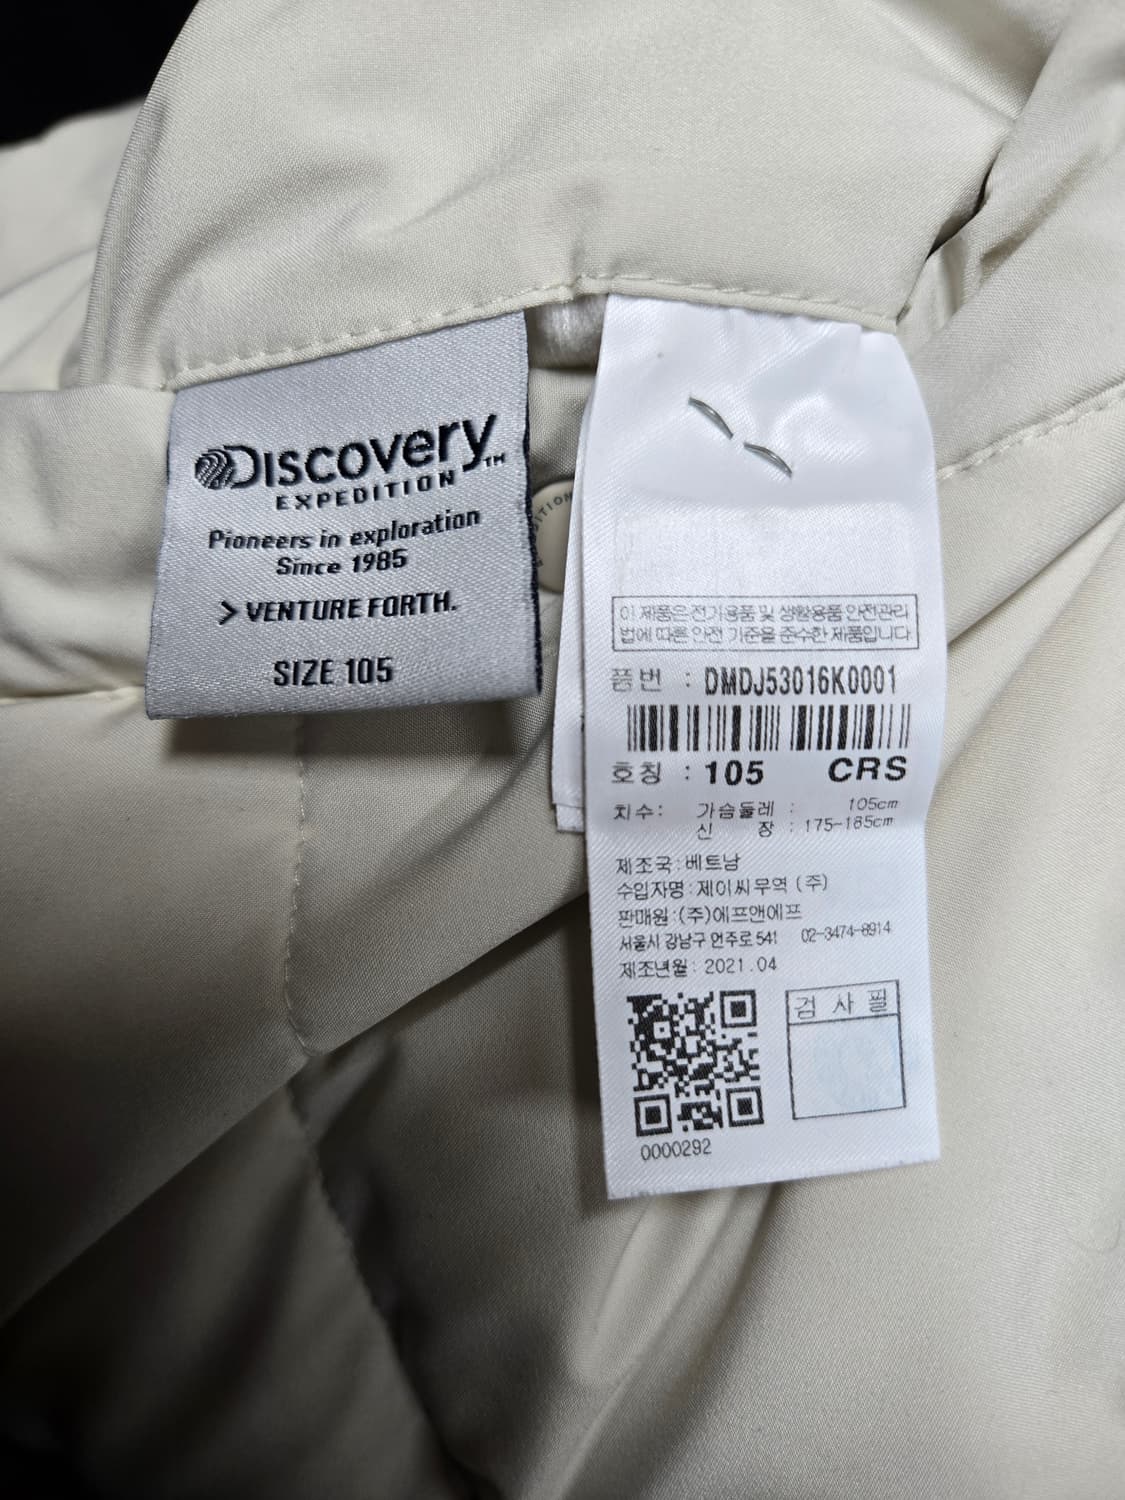 Discovery™
EXPEDITION
Pioneers in exploration
Since 1985
> VENTURE FORTH.
SIZE 105
이 제품은 전기용품 및 생활용품 안전관리
법에 따른 안전 기준을 준수한 제품입니다.
품번 : DMDJ53016K0001
호칭 : 105 CRS
치수: 가슴둘레 : 105cm
신 장 : 175-185cm
제조국:베트남
수입자명:제이씨무역 (주)
판매원:(주)에프앤에프
서울시 강남구 언주로 541 02-3474-8914
제조년월: 2021.04
검 사 필
0000292